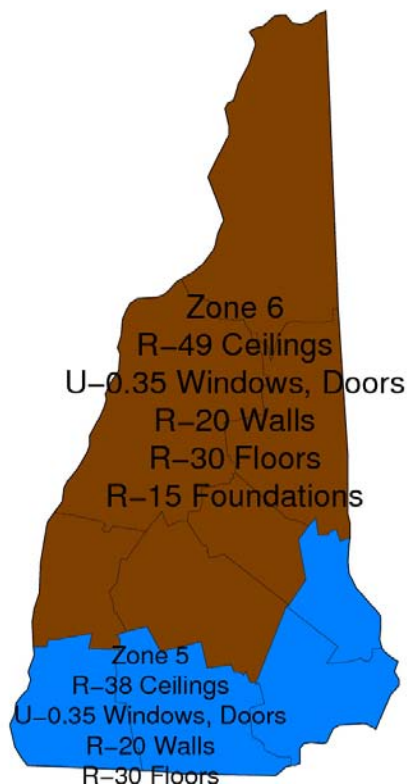 Zone 6
R-49 Ceilings
U-0.35 Windows, Doors
R-20 Walls
R-30 Floors
R-15 Foundations
Zone 5
R-38 Ceilings
U-0.35 Windows, Doors
R-20 Walls
R-30 Floors